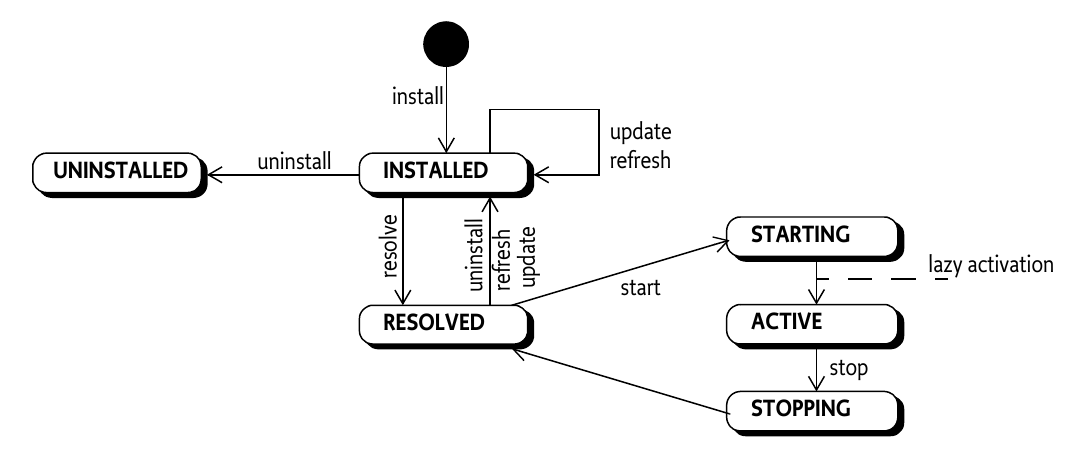 install
update
refresh
UNINSTALLED
uninstall
INSTALLED
resolve
uninstall
refresh
update
STARTING
lazy activation
start
RESOLVED
ACTIVE
stop
STOPPING